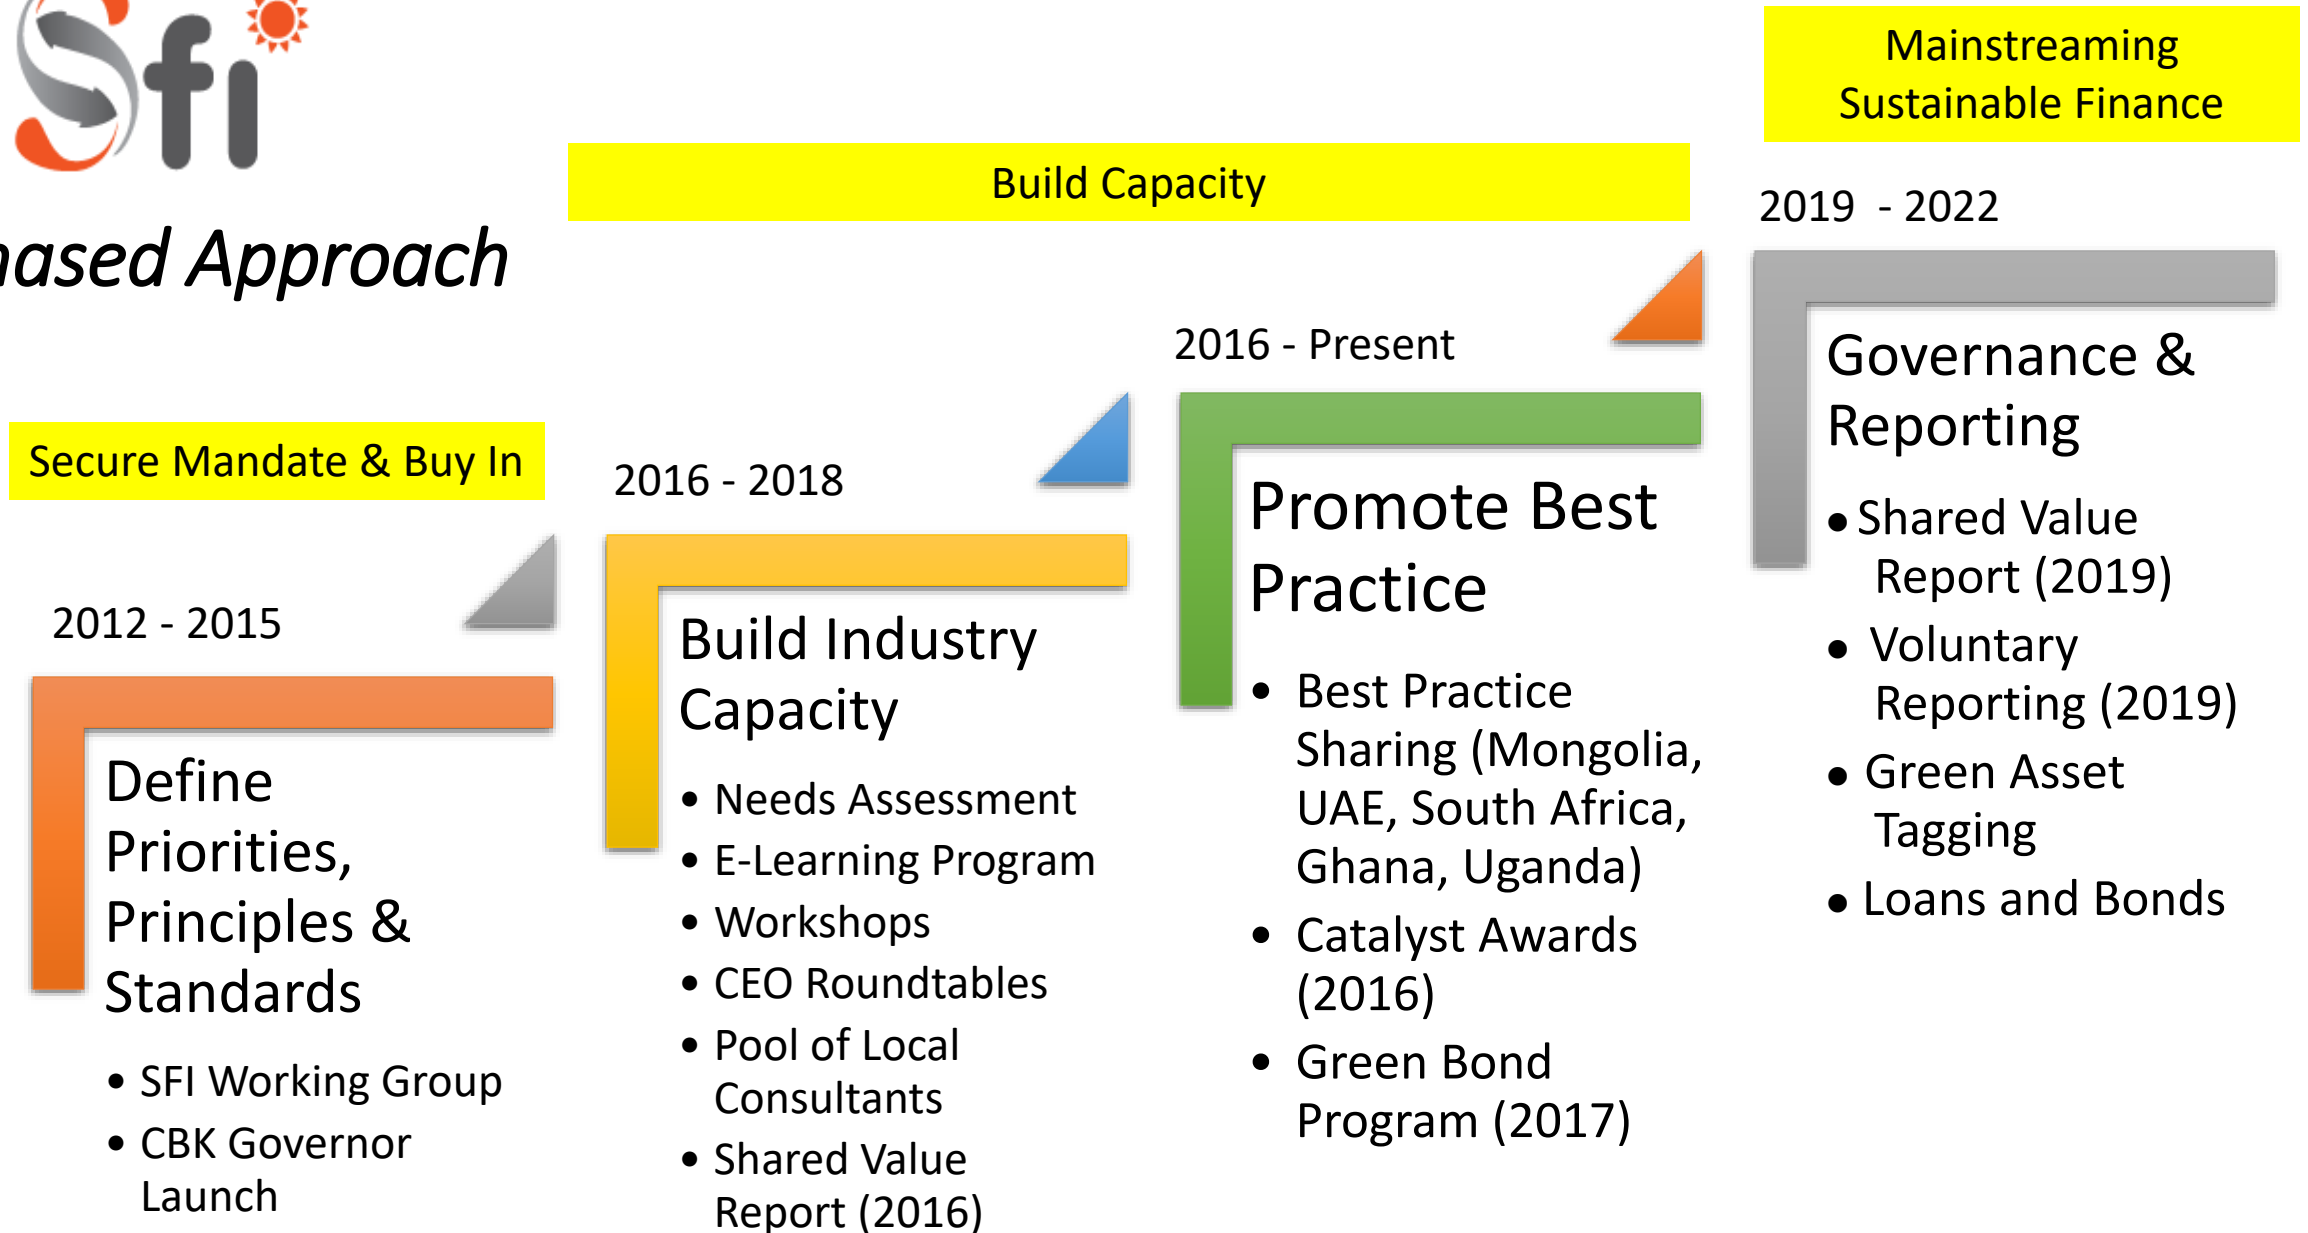 Sfi
Approach
Secure Mandate & Buy In
2012 - 2015
Define
Priorities,
Principles &
Standards
• SFI Working Group
• CBK Governor
Launch
Build Capacity
2016 - 2018
Build Industry
Capacity
• Needs Assessment
• E-Learning Program
• Workshops
• CEO Roundtables
• Pool of Local
Consultants
• Shared Value
Report (2016)
2016 - Present
Promote Best
Practice
• Best Practice
Sharing (Mongolia,
UAE, South Africa,
Ghana, Uganda)
• Catalyst Awards
(2016)
• Green Bond
Program (2017)
Mainstreaming
Sustainable Finance
2019 - 2022
Governance &
Reporting
• Shared Value
Report (2019)
• Voluntary
Reporting (2019)
• Green Asset
Tagging
• Loans and Bonds